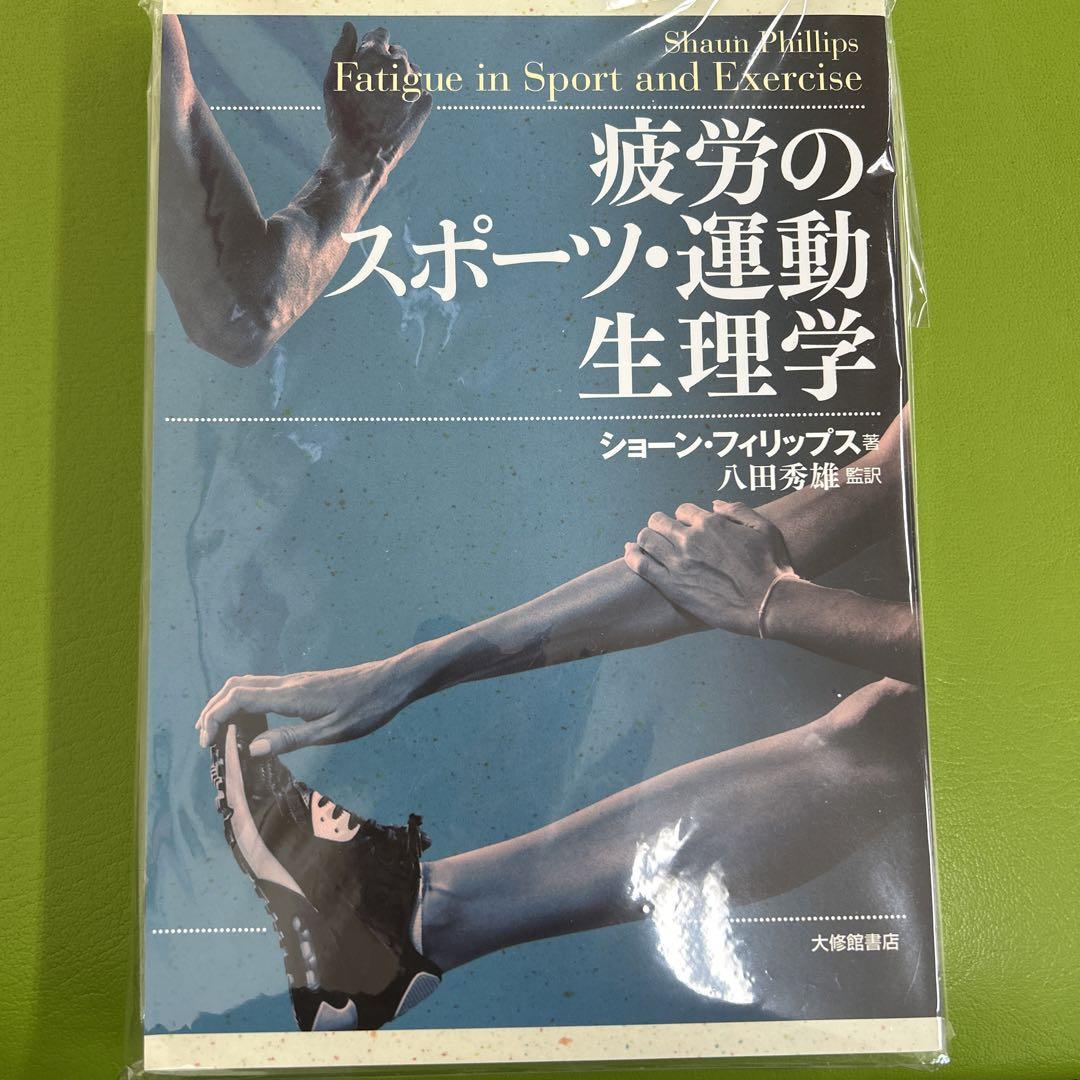 Shaun Phillips
Fatigue in Sport and Exercise
疲労の
スポーツ・運動
生理学
ショーン・フィリップス 著
八田秀雄 監訳
大修館書店